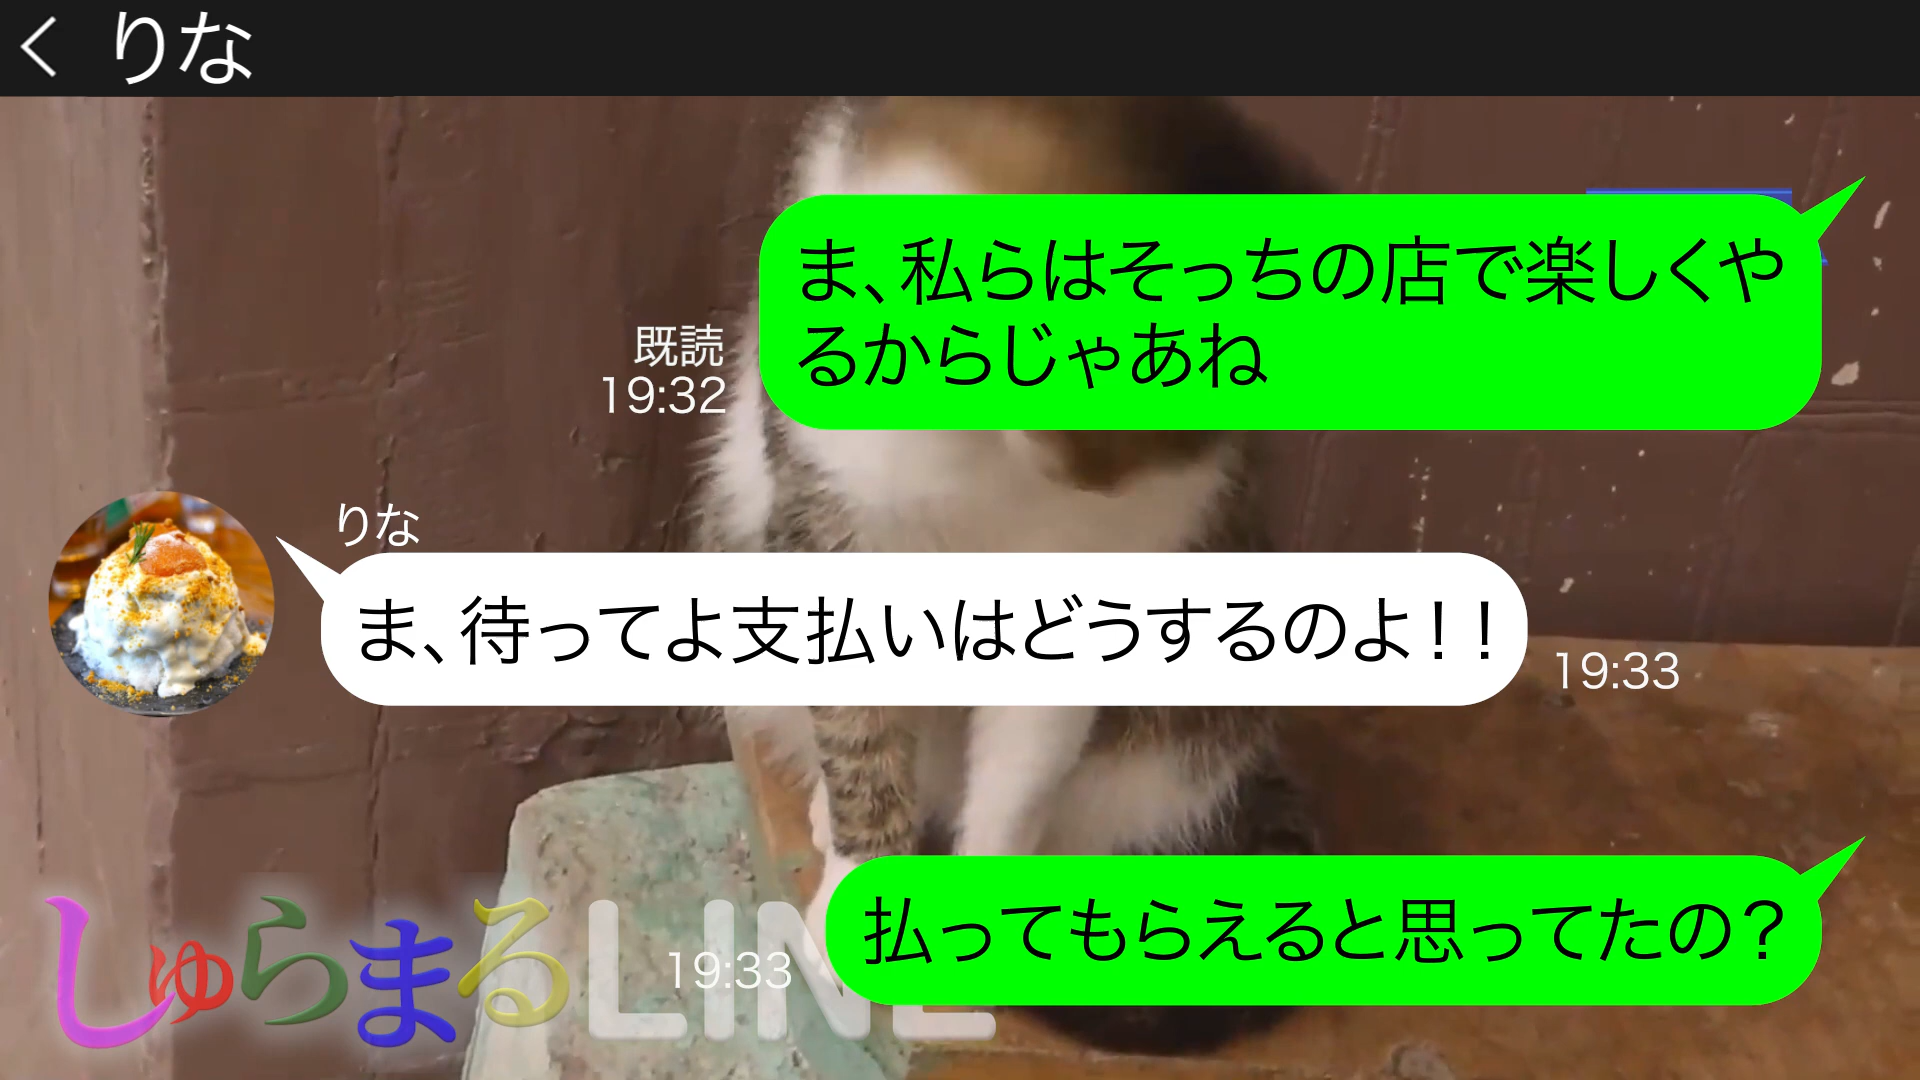 りな
ま、私らはそっちの店で楽しくや
るからじゃあね
既読
19:32
りな
ま、待ってよ支払いはどうするのよ！！
19:33
払ってもらえると思ってたの？
19:33
しゅらまるLINE